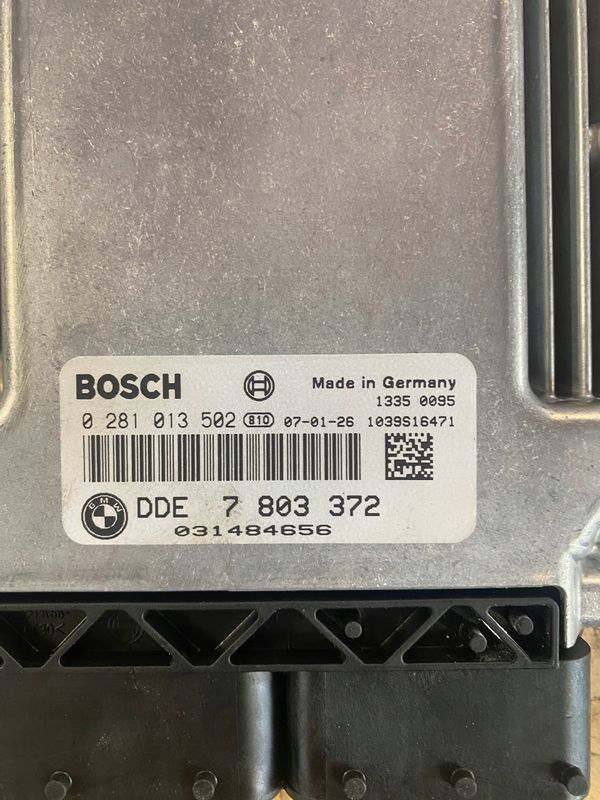 BOSCH Made in Germany
1335 0095
0 281 013 502 810 07-01-26 1039S16471
BMW DDE 7 803 372
031484656